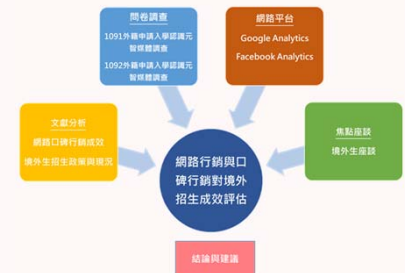 問卷調查
1091外籍申請入學認識元
智媒體調查
1092外籍申請入學認識元
智媒體調查
網路平台
Google Analytics
Facebook Analytics
文獻分析
網路口碑行銷成效
境外生招生政策與現況
焦點座談
境外生座談
網路行銷與口
碑行銷對境外
招生成效評估
結論與建議